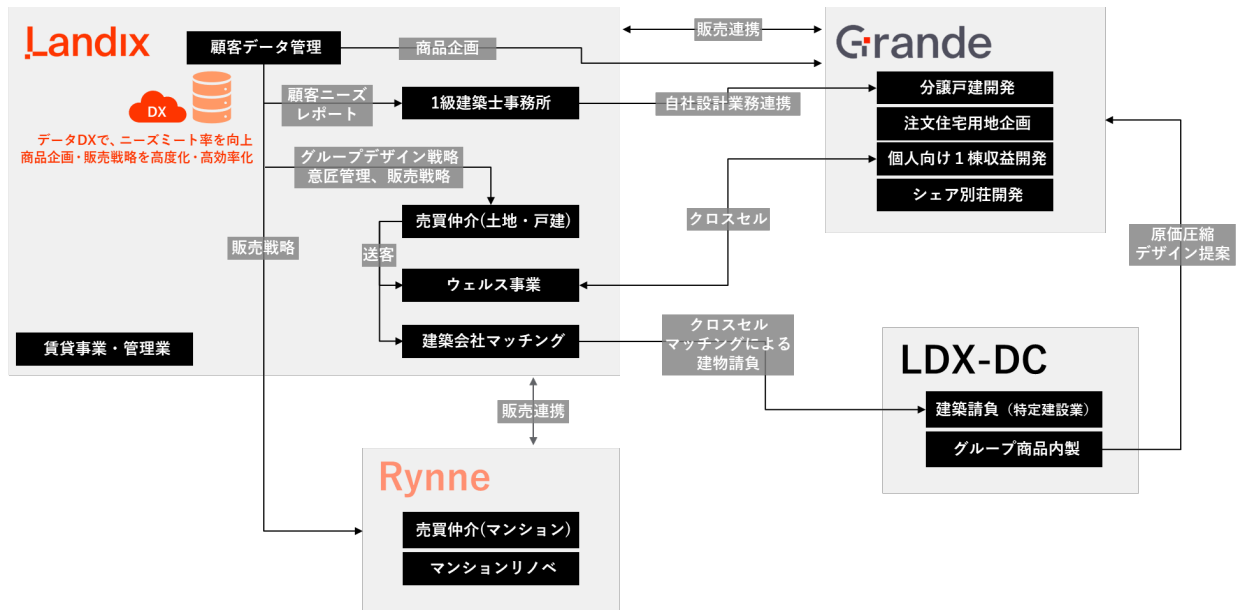 Landix
顧客データ管理
商品企画
販売連携
Grande
DX
顧客ニーズ
レポート
1級建築士事務所
自社設計業務連携
分譲戸建開発
注文住宅用地企画
個人向け１棟収益開発
シェア別荘開発
データDXで、ニーズミート率を向上
商品企画・販売戦略を高度化・高効率化
グループデザイン戦略
意匠管理、販売戦略
売買仲介(土地・戸建)
クロスセル
販売戦略
送客
ウェルス事業
原価圧縮
デザイン提案
賃貸事業・管理業
建築会社マッチング
クロスセル
マッチングによる
建物請負
LDX-DC
建築請負（特定建設業）
グループ商品内製
販売連携
Rynne
売買仲介(マンション)
マンションリノベ